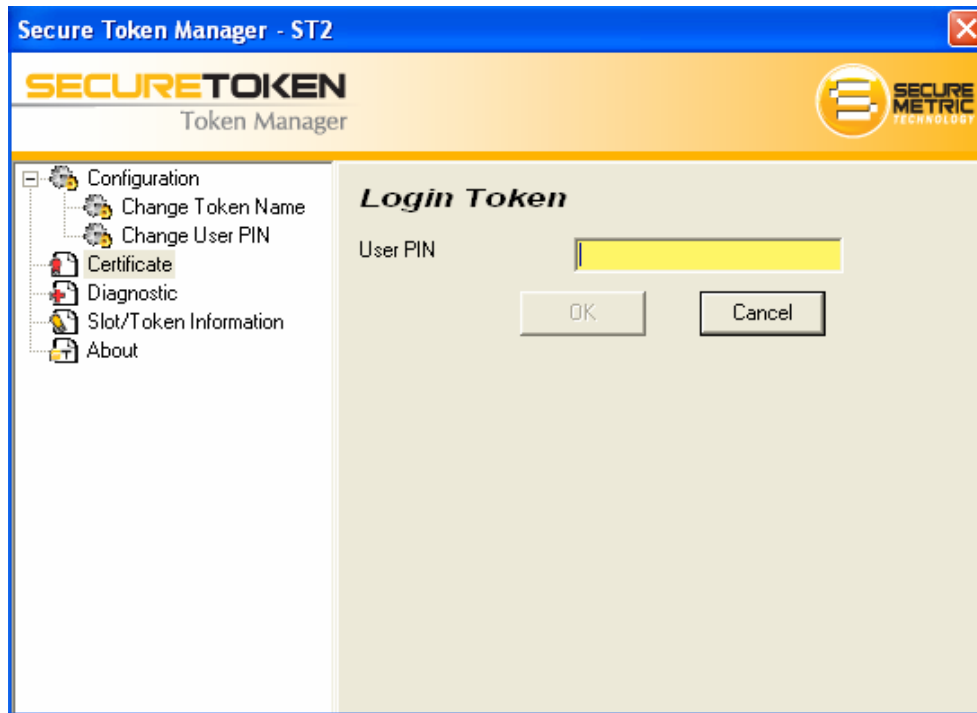 Secure Token Manager - ST2
SECURETOKEN
Token Manager
SECURE
METRIC
TECHNOLOGY
Configuration
Change Token Name
Change User PIN
Certificate
Diagnostic
Slot/Token Information
About
Login Token
User PIN
OK
Cancel